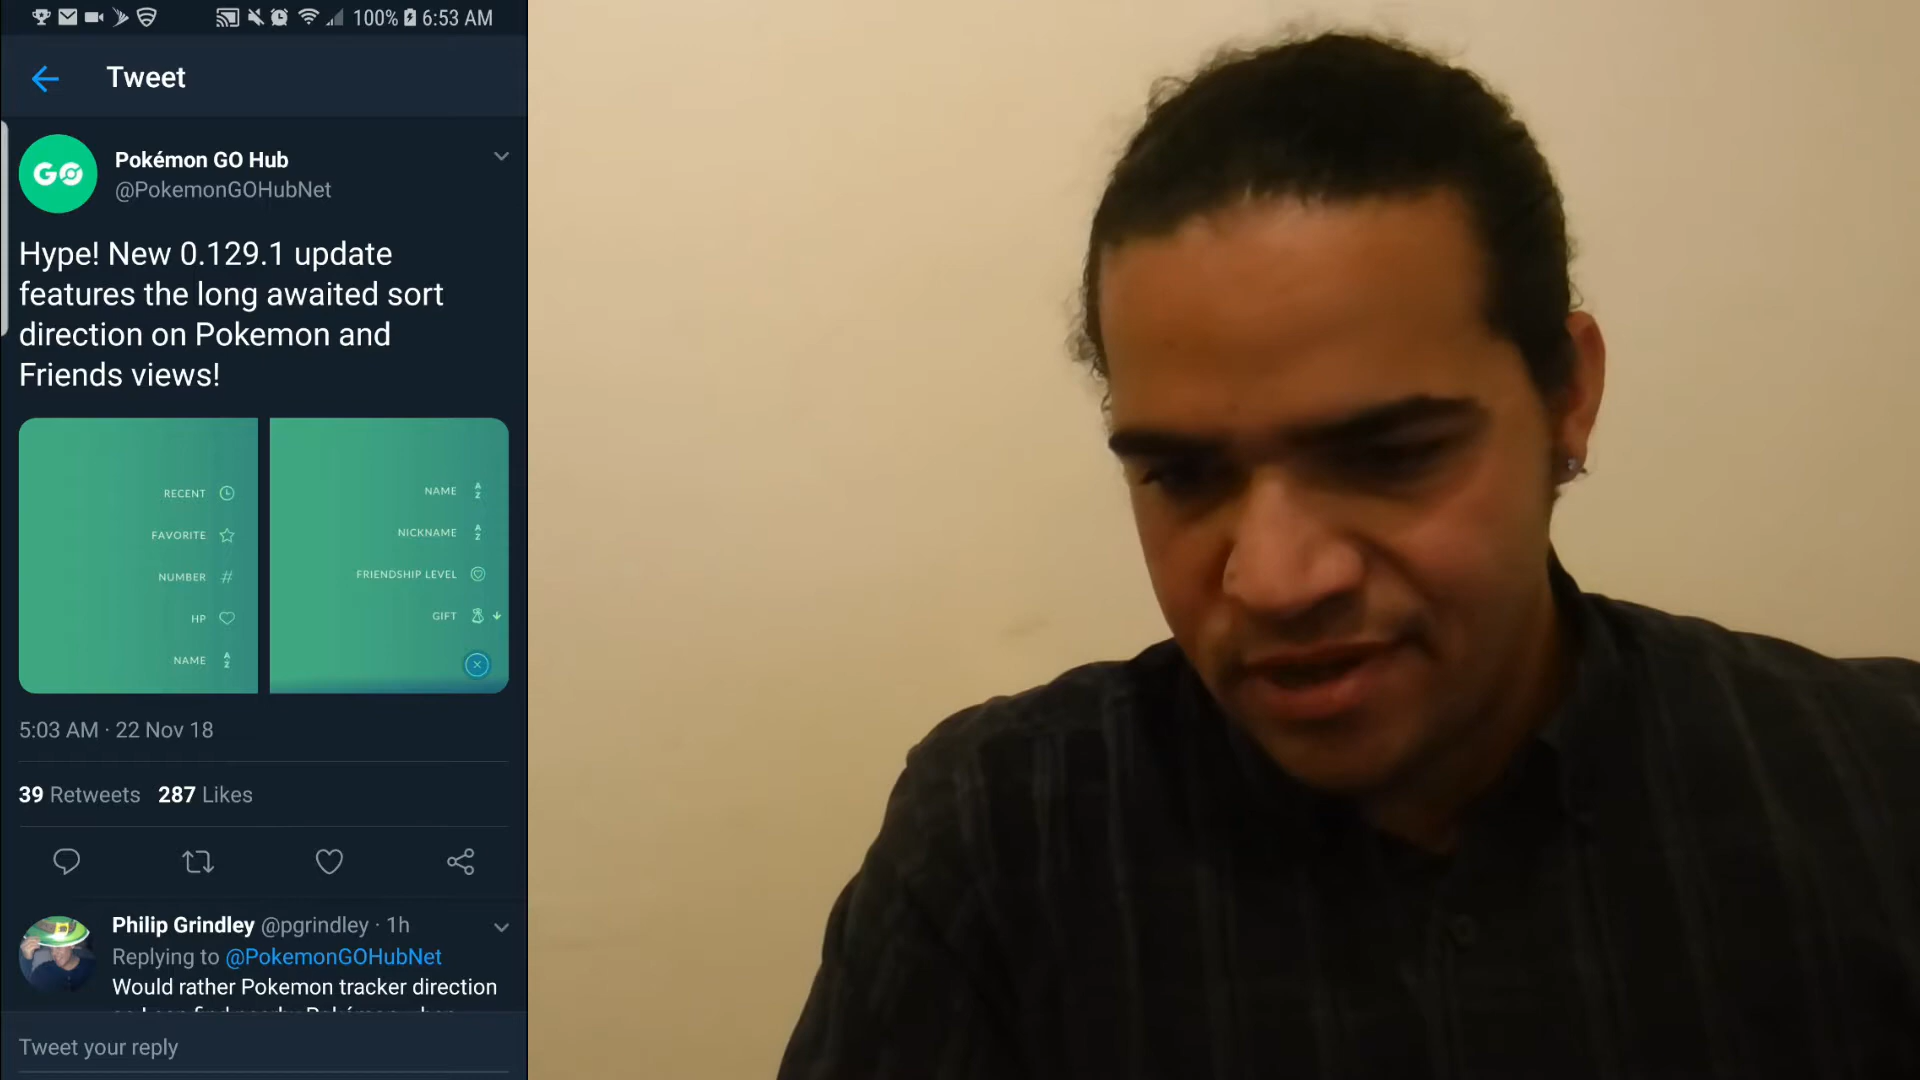 100% 6:53 AM
Tweet
GO
Pokémon GO Hub
@PokemonGOHubNet
Hype! New 0.129.1 update
features the long awaited sort
direction on Pokemon and
Friends views!
RECENT
FAVORITE
NUMBER #
HP
NAME A Z
NAME A Z
NICKNAME A Z
FRIENDSHIP LEVEL
GIFT
5:03 AM · 22 Nov 18
39 Retweets 287 Likes
Philip Grindley @pgrindley · 1h
Replying to @PokemonGOHubNet
Would rather Pokemon tracker direction
Tweet your reply